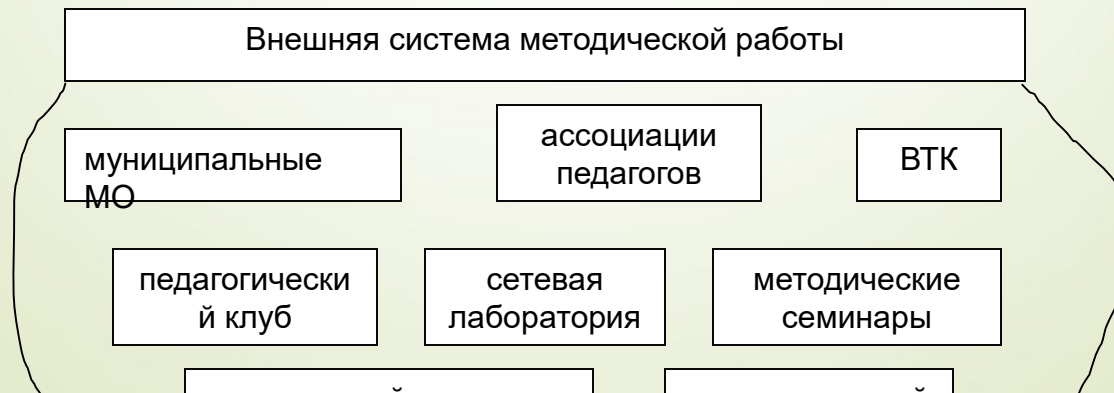 Внешняя система методической работы
муниципальные
МО
ассоциации
педагогов
ВТК
педагогически
й клуб
сетевая
лаборатория
методические
семинары